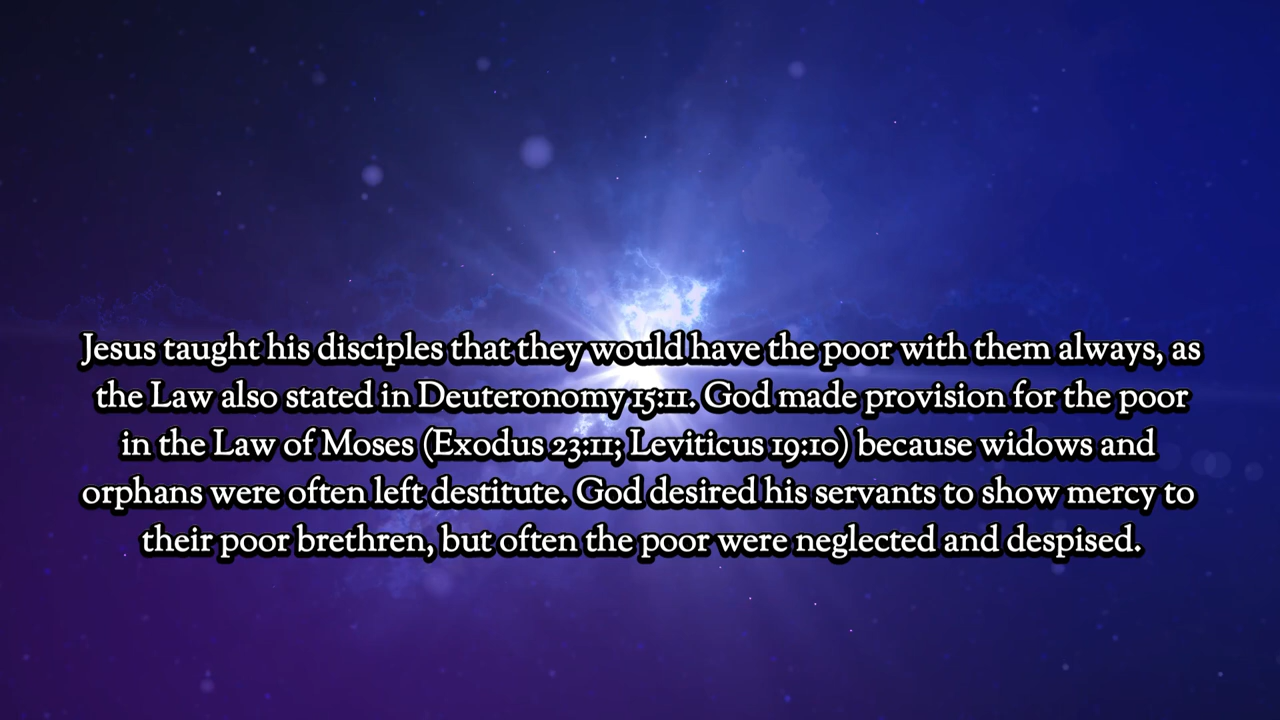 Jesus taught his disciples that they would have the poor with them always, as
the Law also stated in Deuteronomy 15:11. God made provision for the poor
in the Law of Moses (Exodus 23:11; Leviticus 19:10) because widows and
orphans were often left destitute. God desired his servants to show mercy to
their poor brethren, but often the poor were neglected and despised.